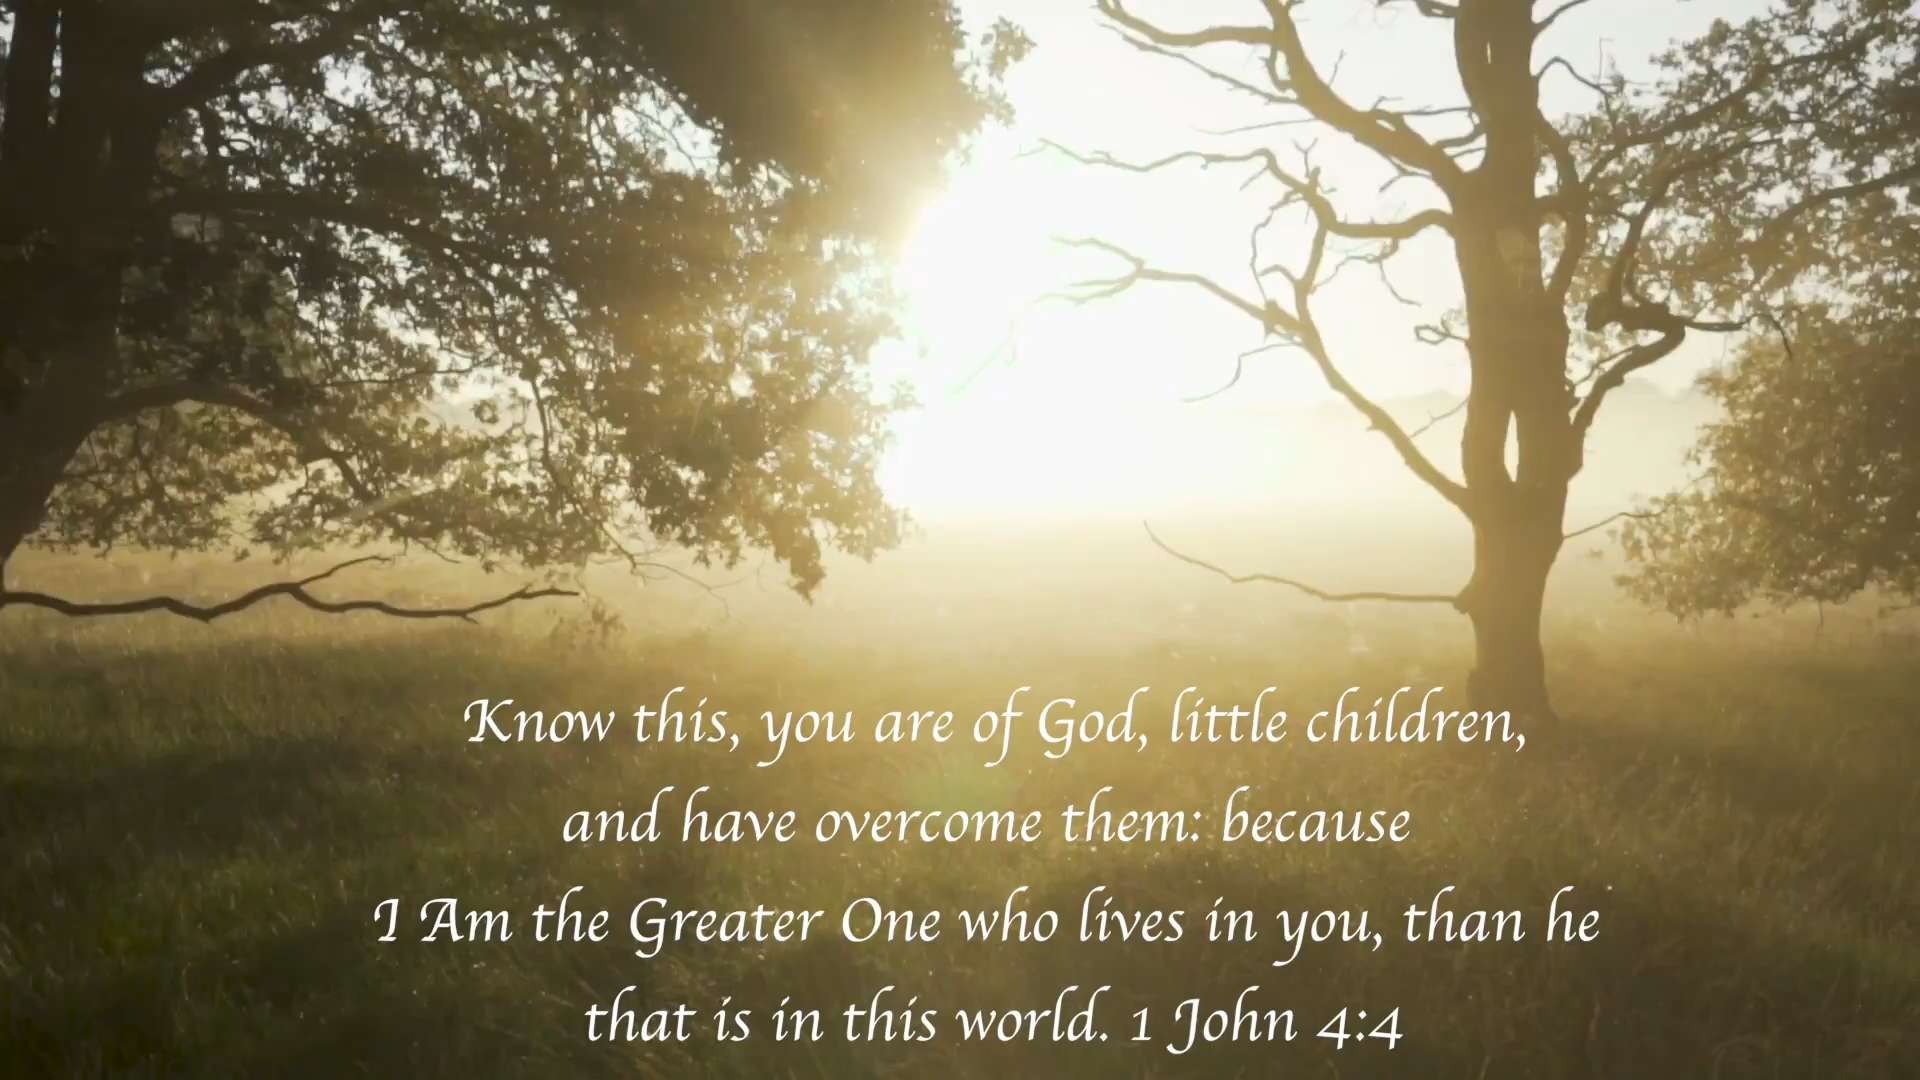 Know this, you are of God, little children,
and have overcome them: because
I Am the Greater One who lives in you, than he
that is in this world. 1 John 4:4